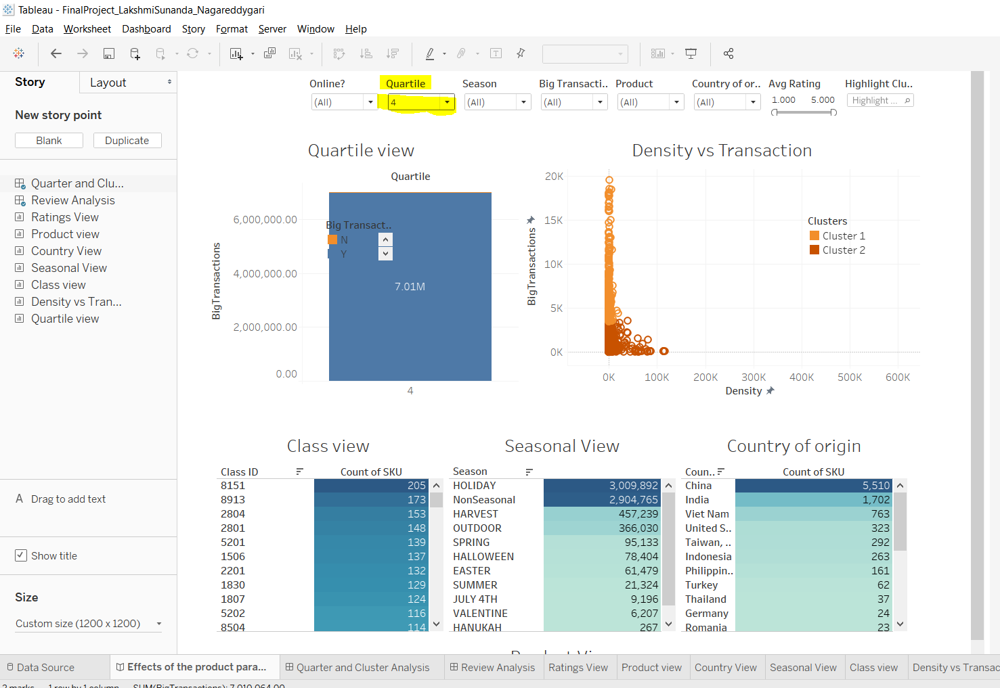 Tableau - FinalProject_LakshmiSunanda_Nagareddygari
File Data Worksheet Dashboard Story Format Server Window Help
Story Layout
New story point
Blank Duplicate
Quarter and Clu...
Review Analysis
Ratings View
Product view
Country View
Seasonal View
Class view
Density vs Tran...
Quartile view
A Drag to add text
Show title
Size
Custom size (1200 x 1200)
Online? Quartile Season Big Transacti.. Product Country of or.. Avg Rating Highlight Clu..
(All) 4 (All) (All) (All) (All) 1.000 5.000 Highlight ...
Quartile view
Quartile
BigTransactions
6,000,000.00
4,000,000.00
2,000,000.00
0.00
Big Transact..
N
Y
7.01M
4
Density vs Transaction
BigTransactions
20K
15K
10K
5K
0K
Clusters
Cluster 1
Cluster 2
0K 100K 200K 300K 400K 500K 600K
Density
Class view
Class ID Count of SKU
8151 205
8913 173
2804 153
2801 148
5201 139
1506 137
2201 132
1830 129
1807 124
5202 116
8504 114
Seasonal View
Season
HOLIDAY 3,009,892
NonSeasonal 2,904,765
HARVEST 457,239
OUTDOOR 366,030
SPRING 95,133
HALLOWEEN 78,404
EASTER 61,479
SUMMER 21,324
JULY 4TH 9,196
VALENTINE 6,207
HANUKAH 267
Country of origin
Coun.. Count of SKU
China 5,510
India 1,702
Viet Nam 763
United S.. 323
Taiwan, .. 292
Indonesia 263
Philippin.. 161
Turkey 62
Thailand 37
Germany 24
Romania 23
Data Source Effects of the product para... Quarter and Cluster Analysis Review Analysis Ratings View Product view Country View Seasonal View Class view Density vs Transac
2 marks 1 row by 1 column SUM(BigTransactions): 7,010,064.00